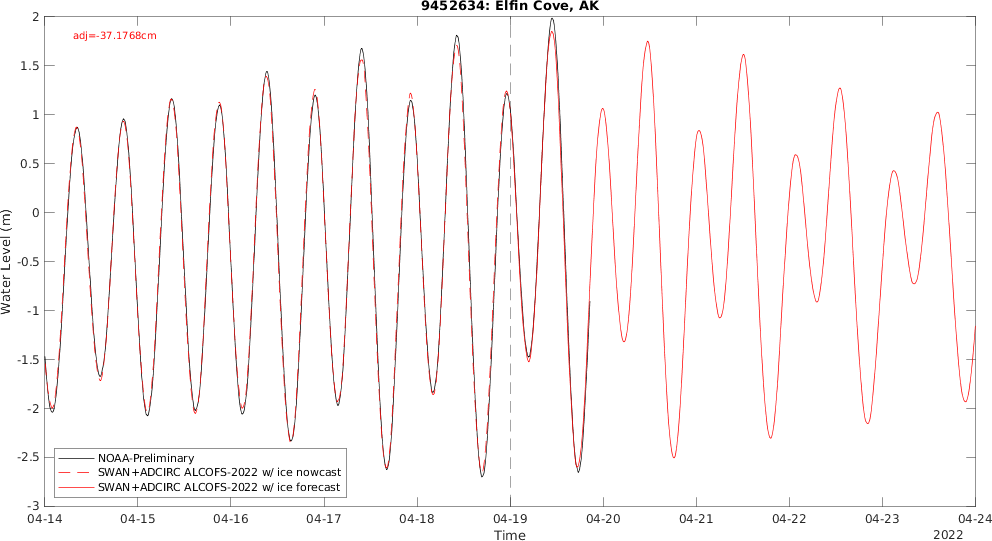 9452634: Elfin Cove, AK
adj=-37.1768cm
Water Level (m)
2
1.5
1
0.5
0
-0.5
-1
-1.5
-2
-2.5
-3
NOAA-Preliminary
SWAN+ADCIRC ALCOFS-2022 w/ ice nowcast
SWAN+ADCIRC ALCOFS-2022 w/ ice forecast
04-14 04-15 04-16 04-17 04-18 04-19 04-20 04-21 04-22 04-23 04-24
Time
2022